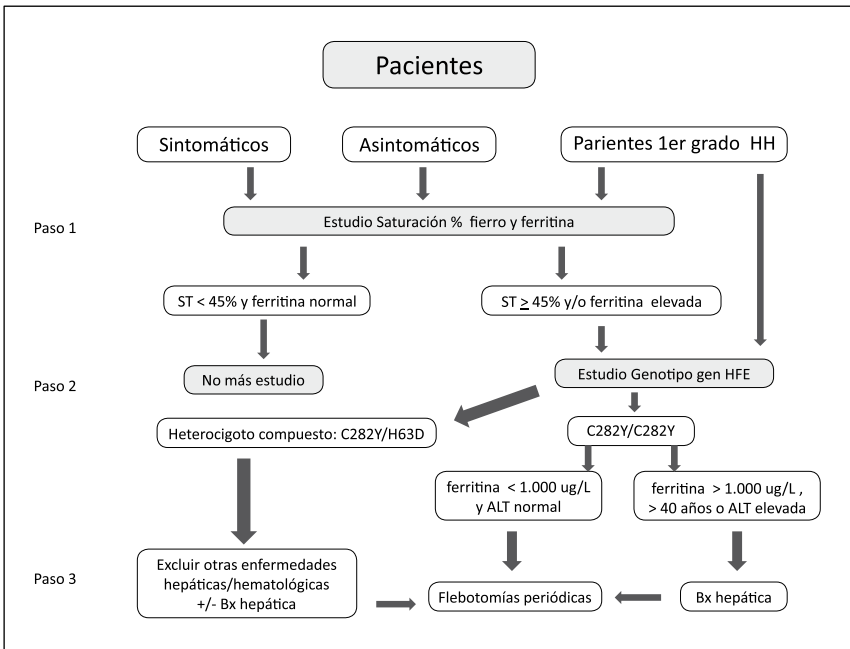 Pacientes
Sintomáticos
Asintomáticos
Parientes 1er grado HH
Paso 1
Estudio Saturación % fierro y ferritina
ST < 45% y ferritina normal
ST ≥ 45% y/o ferritina elevada
Paso 2
No más estudio
Estudio Genotipo gen HFE
Heterocigoto compuesto: C282Y/H63D
C282Y/C282Y
ferritina < 1.000 ug/L
y ALT normal
ferritina > 1.000 ug/L ,
> 40 años o ALT elevada
Paso 3
Excluir otras enfermedades
hepáticas/hematológicas
+/- Bx hepática
Flebotomías periódicas
Bx hepática